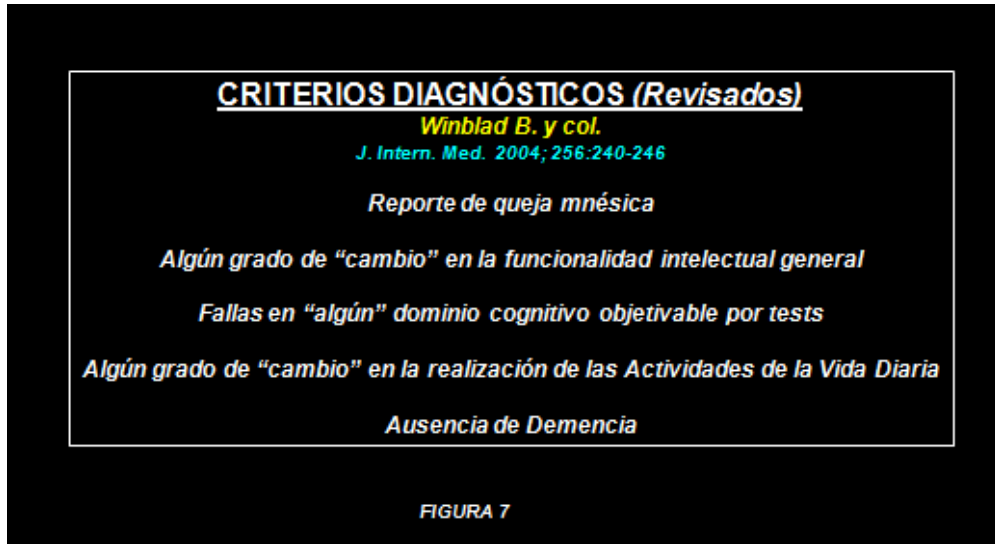 CRITERIOS DIAGNÓSTICOS (Revisados)
Winblad B. y col.
J. Intern. Med. 2004; 256:240-246
Reporte de queja mnésica
Algún grado de “cambio” en la funcionalidad intelectual general
Fallas en “algún” dominio cognitivo objetivable por tests
Algún grado de “cambio” en la realización de las Actividades de la Vida Diaria
Ausencia de Demencia
FIGURA 7